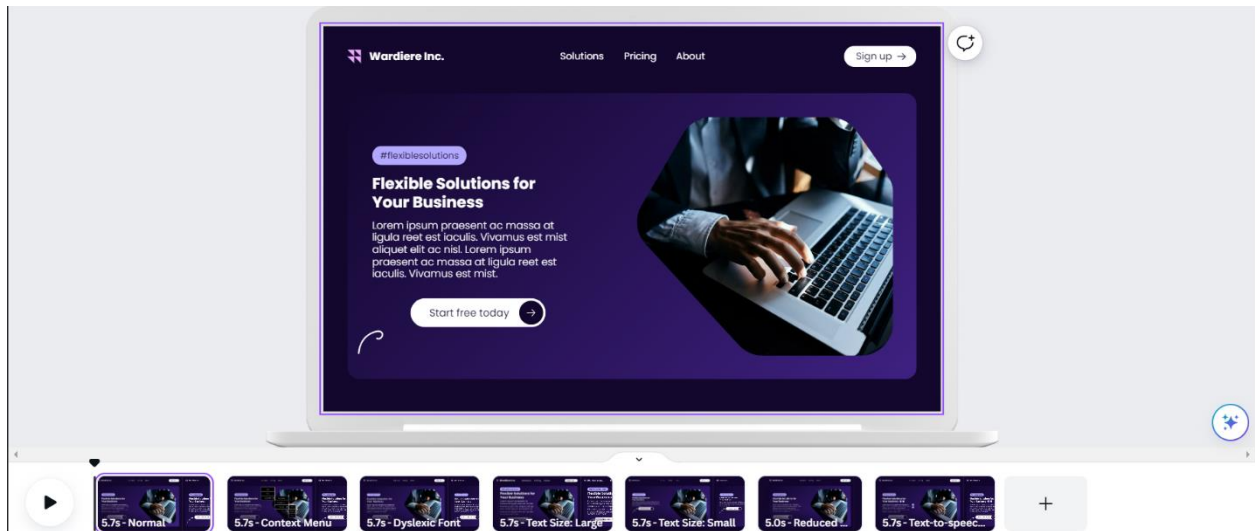 Wardiere Inc.
Solutions Pricing About
Sign up →
#flexiblesolutions
Flexible Solutions for
Your Business
Lorem ipsum praesent ac massa at
ligula reet est iaculis. Vivamus est mist
aliquet elit ac nisl. Lorem ipsum
praesent ac massa at ligula reet est
iaculis. Vivamus est mist.
Start free today →
5.7s - Normal
5.7s - Context Menu
5.7s - Dyslexic Font
5.7s - Text Size: Large
5.7s - Text Size: Small
5.0s - Reduced ...
5.7s - Text-to-speec...